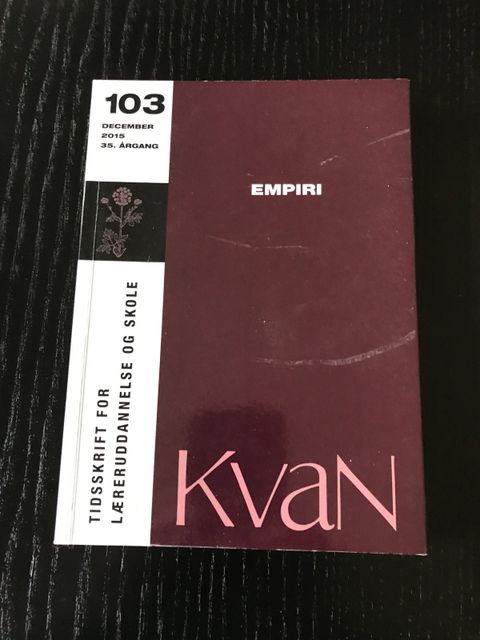 103
DECEMBER
2015
35. ÅRGANG
EMPIRI
TIDSSKRIFT FOR
LÆRERUDDANNELSE OG SKOLE
KvaN